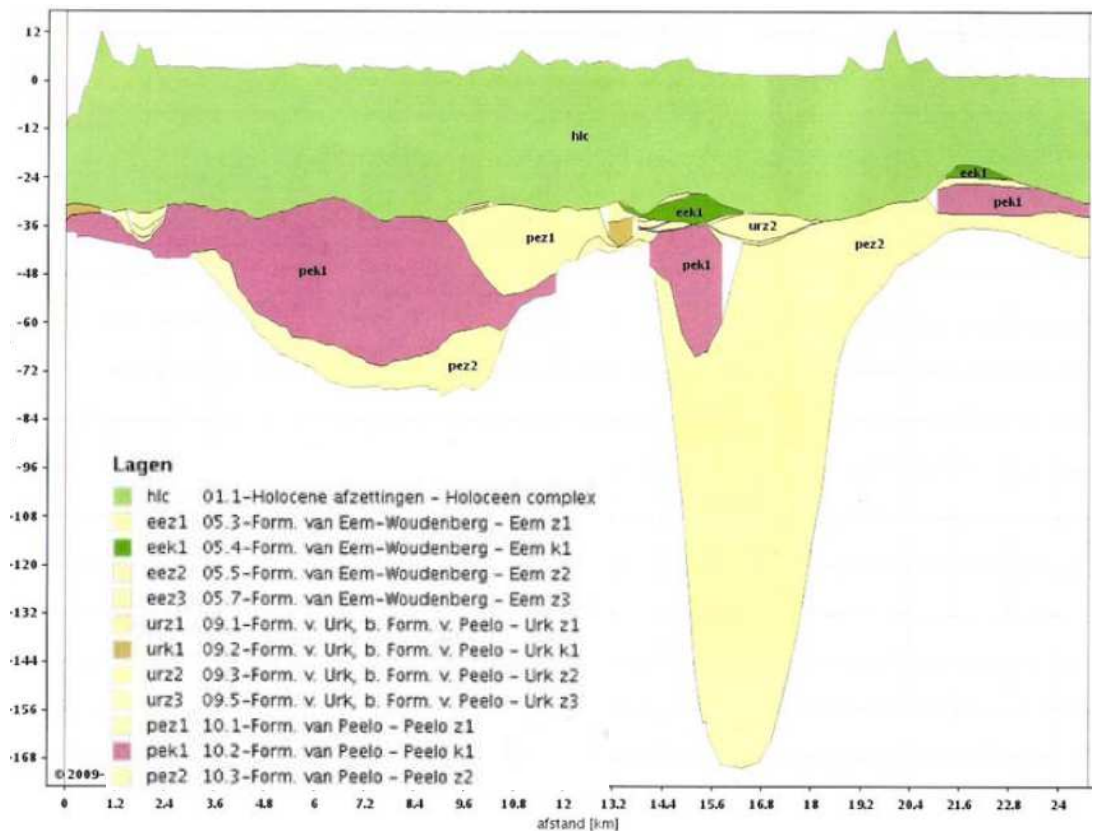 12
0
-12
-24
-36
-48
-60
-72
-84
-96
-108
-120
-132
-144
-156
-168
hlc
eek1
pek1
eek1
urz2
pez1
pez2
pek1
pek1
pez2
Lagen
hlc 01.1-Holocene afzettingen - Holoceen complex
eez1 05.3-Form. van Eem-Woudenberg - Eem z1
eek1 05.4-Form. van Eem-Woudenberg - Eem k1
eez2 05.5-Form. van Eem-Woudenberg - Eem z2
eez3 05.7-Form. van Eem-Woudenberg - Eem z3
urz1 09.1-Form. v. Urk, b. Form. v. Peelo - Urk z1
urk1 09.2-Form. v. Urk, b. Form. v. Peelo - Urk k1
urz2 09.3-Form. v. Urk, b. Form. v. Peelo - Urk z2
urz3 09.5-Form. v. Urk, b. Form. v. Peelo - Urk z3
pez1 10.1-Form. van Peelo - Peelo z1
pek1 10.2-Form. van Peelo - Peelo k1
pez2 10.3-Form. van Peelo - Peelo z2
©2009-
0 1.2 2.4 3.6 4.8 6 7.2 8.4 9.6 10.8 12 13.2 14.4 15.6 16.8 18 19.2 20.4 21.6 22.8 24
afstand [km]